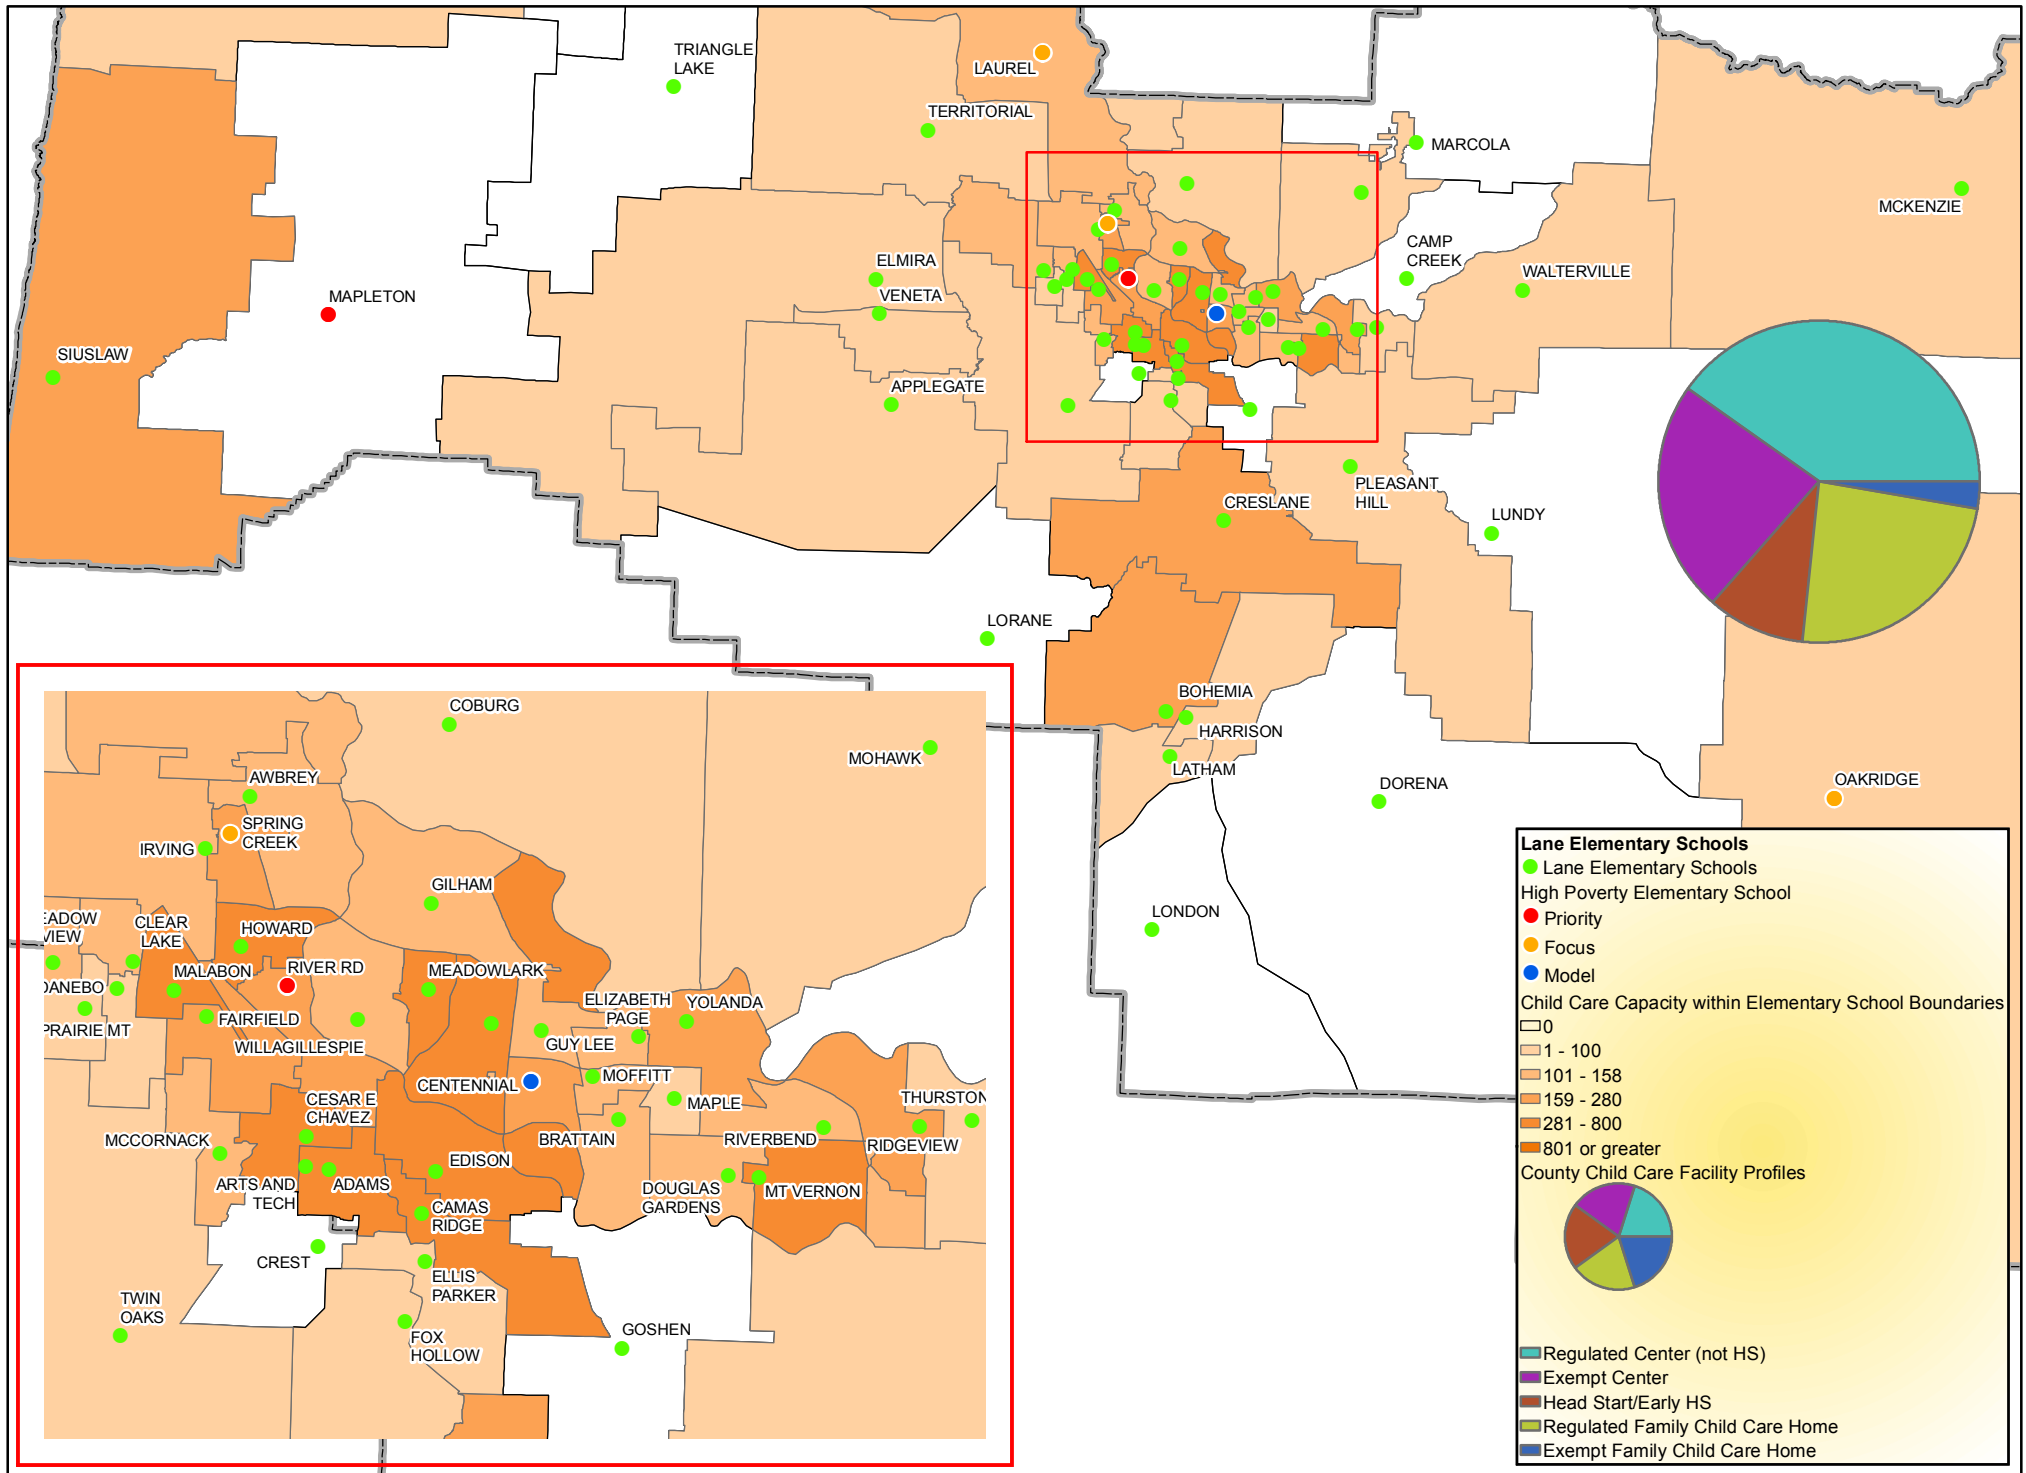 TRIANGLE
LAKE
LAUREL
TERRITORIAL
MARCOLA
MCKENZIE
CAMP
CREEK
WALTERVILLE
ELMIRA
VENETA
MAPLETON
SIUSLAW
APPLEGATE
PLEASANT
HILL
CRESLANE
LUNDY
LORANE
BOHEMIA
HARRISON
LATHAM
DORENA
OAKRIDGE
LONDON
COBURG
MOHAWK
AWBREY
SPRING
CREEK
IRVING
GILHAM
EADOW
VIEW
CLEAR
LAKE
HOWARD
MALABON
RIVER RD
MEADOWLARK
DANEBO
ELIZABETH
PAGE
YOLANDA
PRAIRIE MT
FAIRFIELD
WILLAGILLESPIE
GUY LEE
CENTENNIAL
MOFFITT
CESAR E
CHAVEZ
MAPLE
THURSTON
MCCORNACK
BRATTAIN
RIVERBEND
RIDGEVIEW
EDISON
ARTS AND
TECH
ADAMS
DOUGLAS
GARDENS
MT VERNON
CAMAS
RIDGE
CREST
ELLIS
PARKER
TWIN
OAKS
FOX
HOLLOW
GOSHEN
Lane Elementary Schools
Lane Elementary Schools
High Poverty Elementary School
Priority
Focus
Model
Child Care Capacity within Elementary School Boundaries
0
1 - 100
101 - 158
159 - 280
281 - 800
801 or greater
County Child Care Facility Profiles
Regulated Center (not HS)
Exempt Center
Head Start/Early HS
Regulated Family Child Care Home
Exempt Family Child Care Home